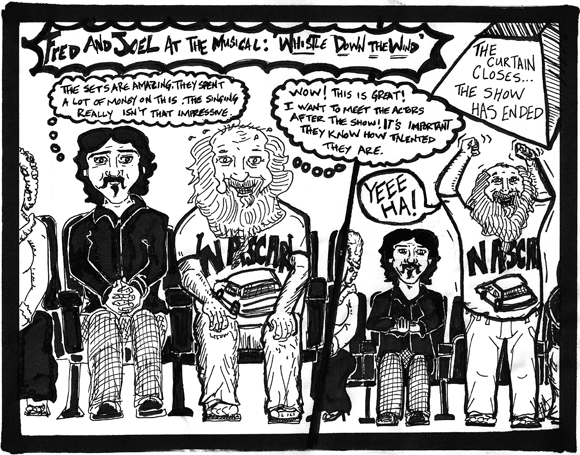 FRED AND JOEL AT THE MUSICAL: "WHISTLE DOWN THE WIND"
THE SETS ARE AMAZING. THEY SPENT
A LOT OF MONEY ON THIS. THE SINGING
REALLY ISN'T THAT IMPRESSIVE.
WOW! THIS IS GREAT!
I WANT TO MEET THE ACTORS
AFTER THE SHOW! IT'S IMPORTANT
THEY KNOW HOW TALENTED
THEY ARE.
NASCAR
THE
CURTAIN
CLOSES...
THE SHOW
HAS ENDED
YEEE
HA!
NASCAR